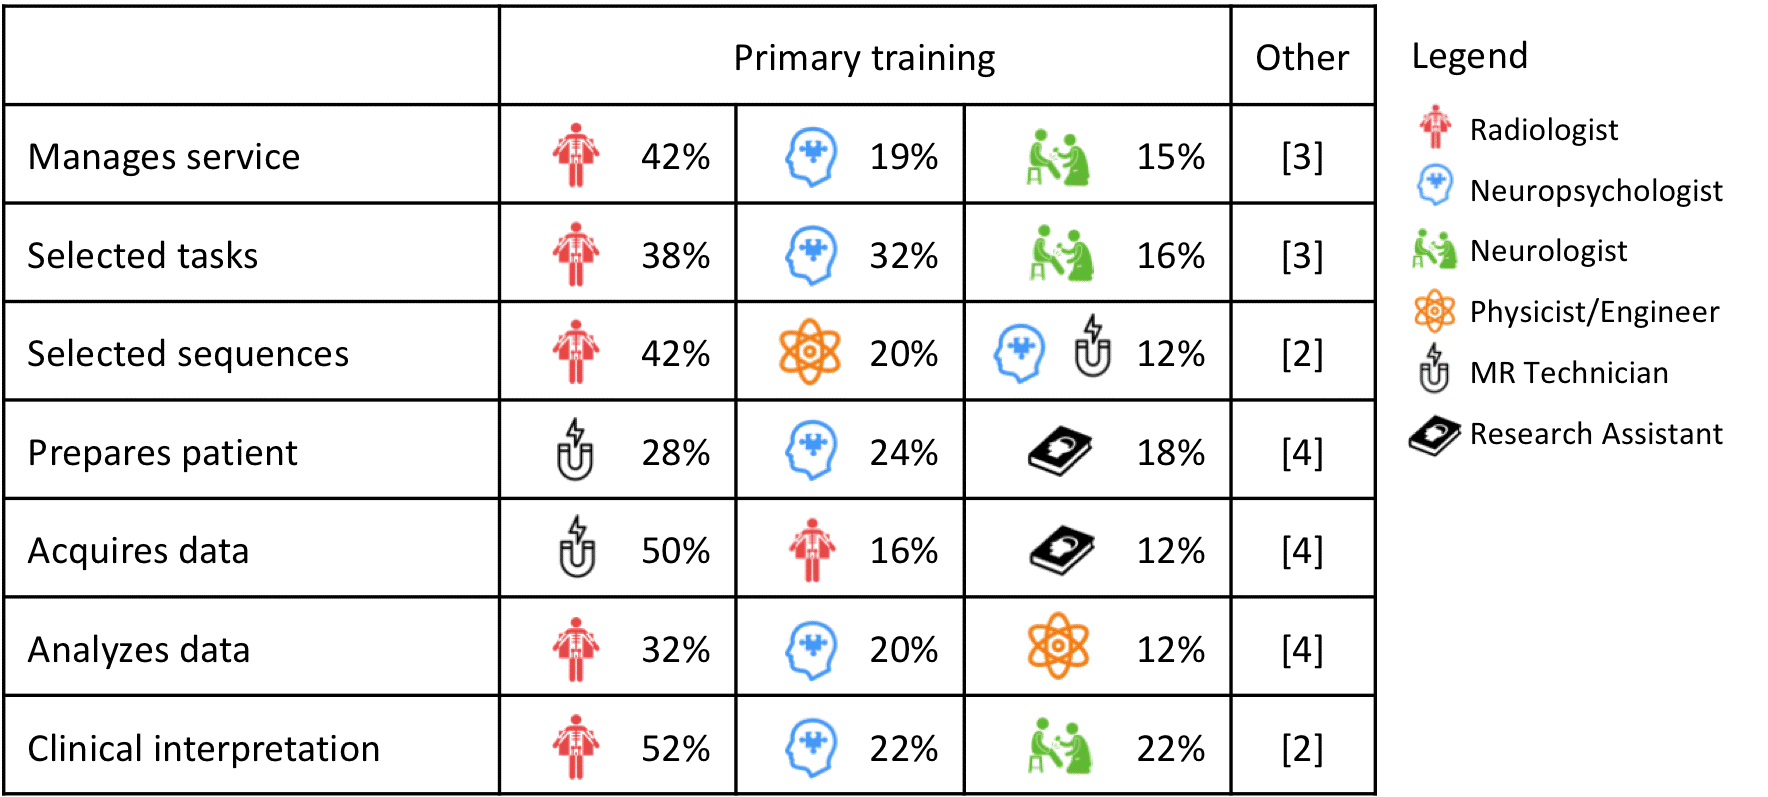 Primary training Other
Manages service 42% 19% 15% [3]
Selected tasks 38% 32% 16% [3]
Selected sequences 42% 20% 12% [2]
Prepares patient 28% 24% 18% [4]
Acquires data 50% 16% 12% [4]
Analyzes data 32% 20% 12% [4]
Clinical interpretation 52% 22% 22% [2]
Legend
Radiologist
Neuropsychologist
Neurologist
Physicist/Engineer
MR Technician
Research Assistant